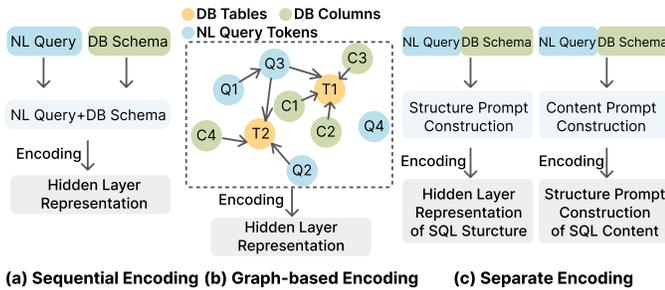 NL Query
DB Schema
NL Query+DB Schema
Encoding
Hidden Layer
Representation
(a) Sequential Encoding
DB Tables
DB Columns
NL Query Tokens
Q3
C3
Q1
T1
C1
C4
T2
C2
Q4
Q2
Encoding
Hidden Layer
Representation
(b) Graph-based Encoding
NL Query
DB Schema
Structure Prompt
Construction
Encoding
Hidden Layer
Representation
of SQL Sturcture
NL Query
DB Schema
Content Prompt
Construction
Encoding
Structure Prompt
Construction
of SQL Content
(c) Separate Encoding